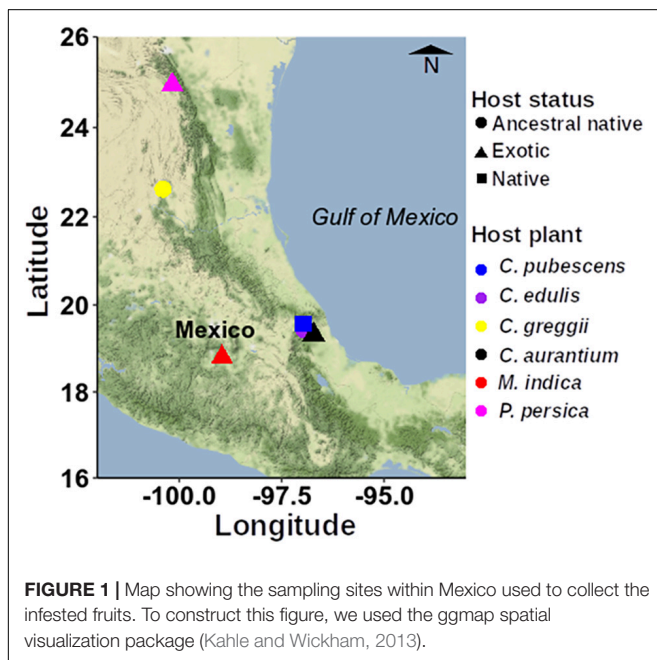 26
24
22
20
18
16
Latitude
-100.0
-97.5
-95.0
Longitude
N
Gulf of Mexico
Mexico
Host status
Ancestral native
Exotic
Native
Host plant
C. pubescens
C. edulis
C. greggii
C. aurantium
M. indica
P. persica
FIGURE 1 | Map showing the sampling sites within Mexico used to collect the
infested fruits. To construct this figure, we used the ggmap spatial
visualization package (Kahle and Wickham, 2013).